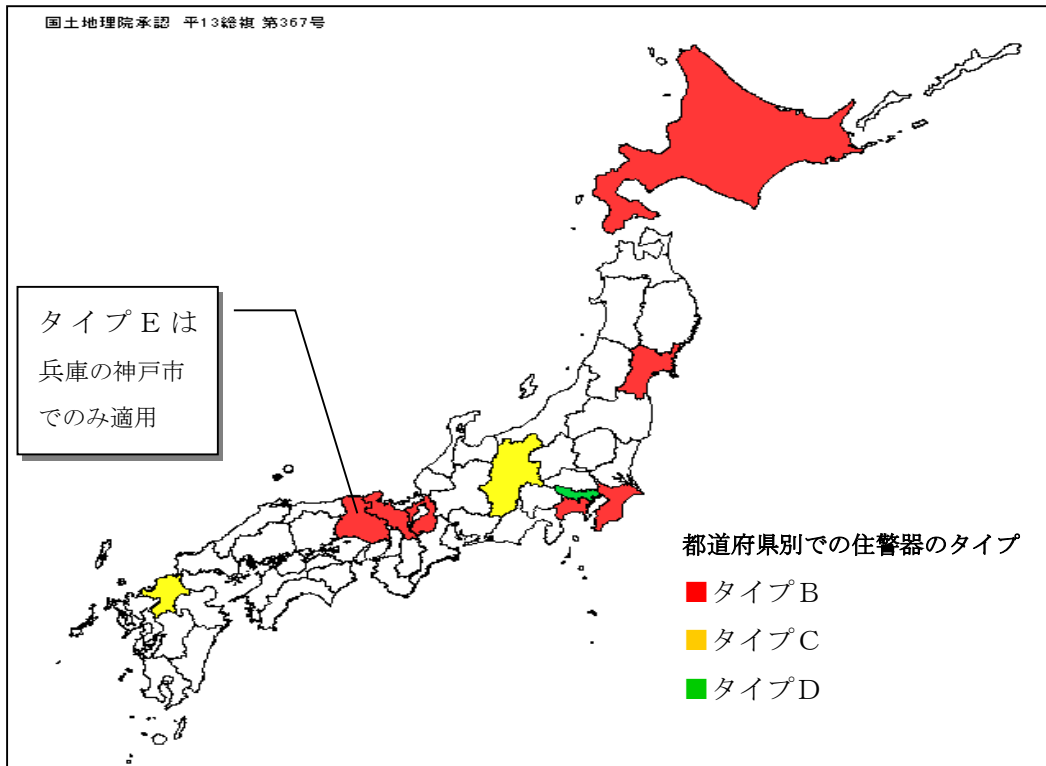 国土地理院承認 平13総複 第367号
タイプEは
兵庫の神戸市
でのみ適用
都道府県別での住警器のタイプ
タイプB
タイプC
タイプD